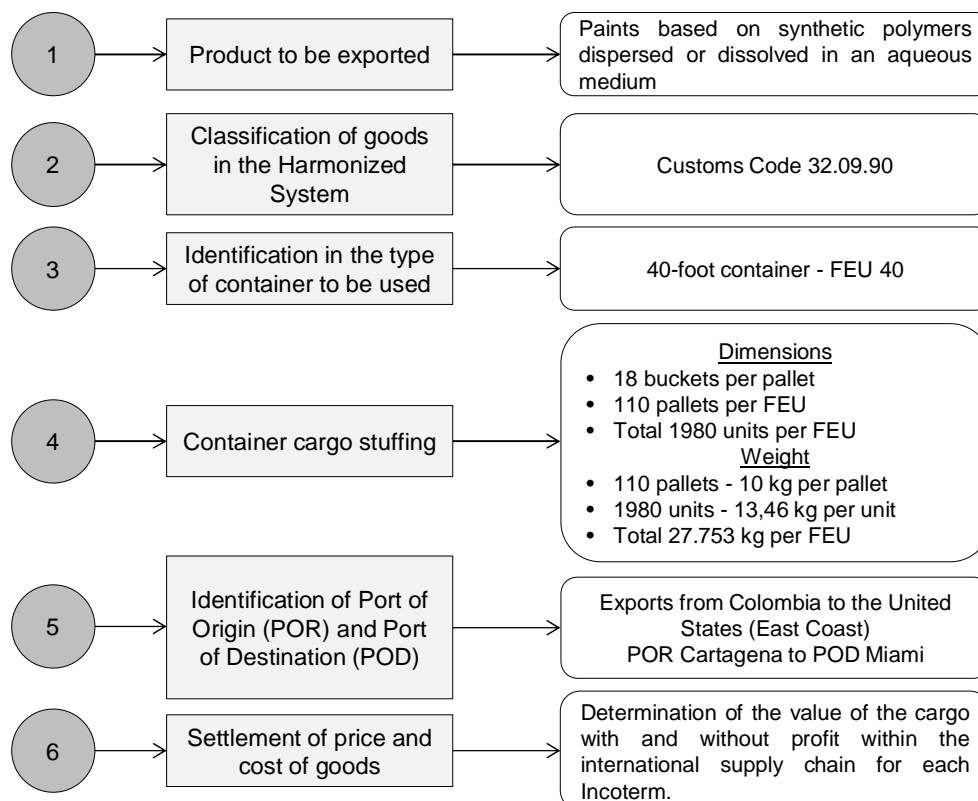 1
Product to be exported
Paints based on synthetic polymers
dispersed or dissolved in an aqueous
medium
2
Classification of goods
in the Harmonized
System
Customs Code 32.09.90
3
Identification in the type
of container to be used
40-foot container - FEU 40
4
Container cargo stuffing
Dimensions
• 18 buckets per pallet
• 110 pallets per FEU
• Total 1980 units per FEU
Weight
• 110 pallets - 10 kg per pallet
• 1980 units - 13,46 kg per unit
• Total 27.753 kg per FEU
5
Identification of Port of
Origin (POR) and Port
of Destination (POD)
Exports from Colombia to the United
States (East Coast)
POR Cartagena to POD Miami
6
Settlement of price and
cost of goods
Determination of the value of the cargo
with and without profit within the
international supply chain for each
Incoterm.